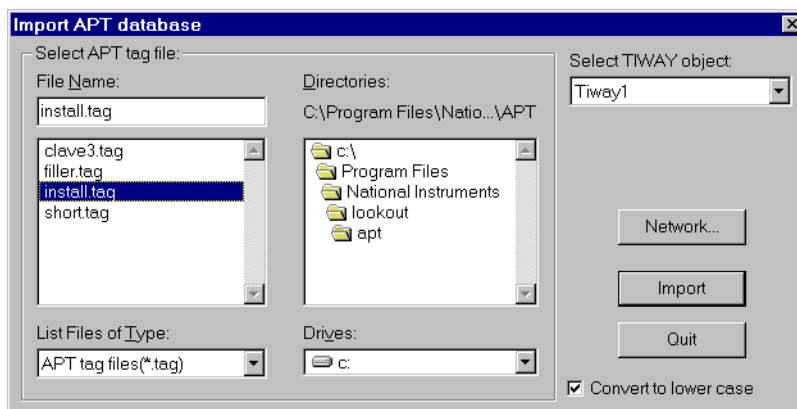 Import APT database
Select APT tag file:
File Name:
install.tag
clave3.tag
filler.tag
install.tag
short.tag
List Files of Type:
APT tag files(*.tag)
Directories:
C:\Program Files\Natio...\APT
c:\
Program Files
National Instruments
lookout
apt
Drives:
c:
Select TIWAY object:
Tiway1
Network...
Import
Quit
Convert to lower case